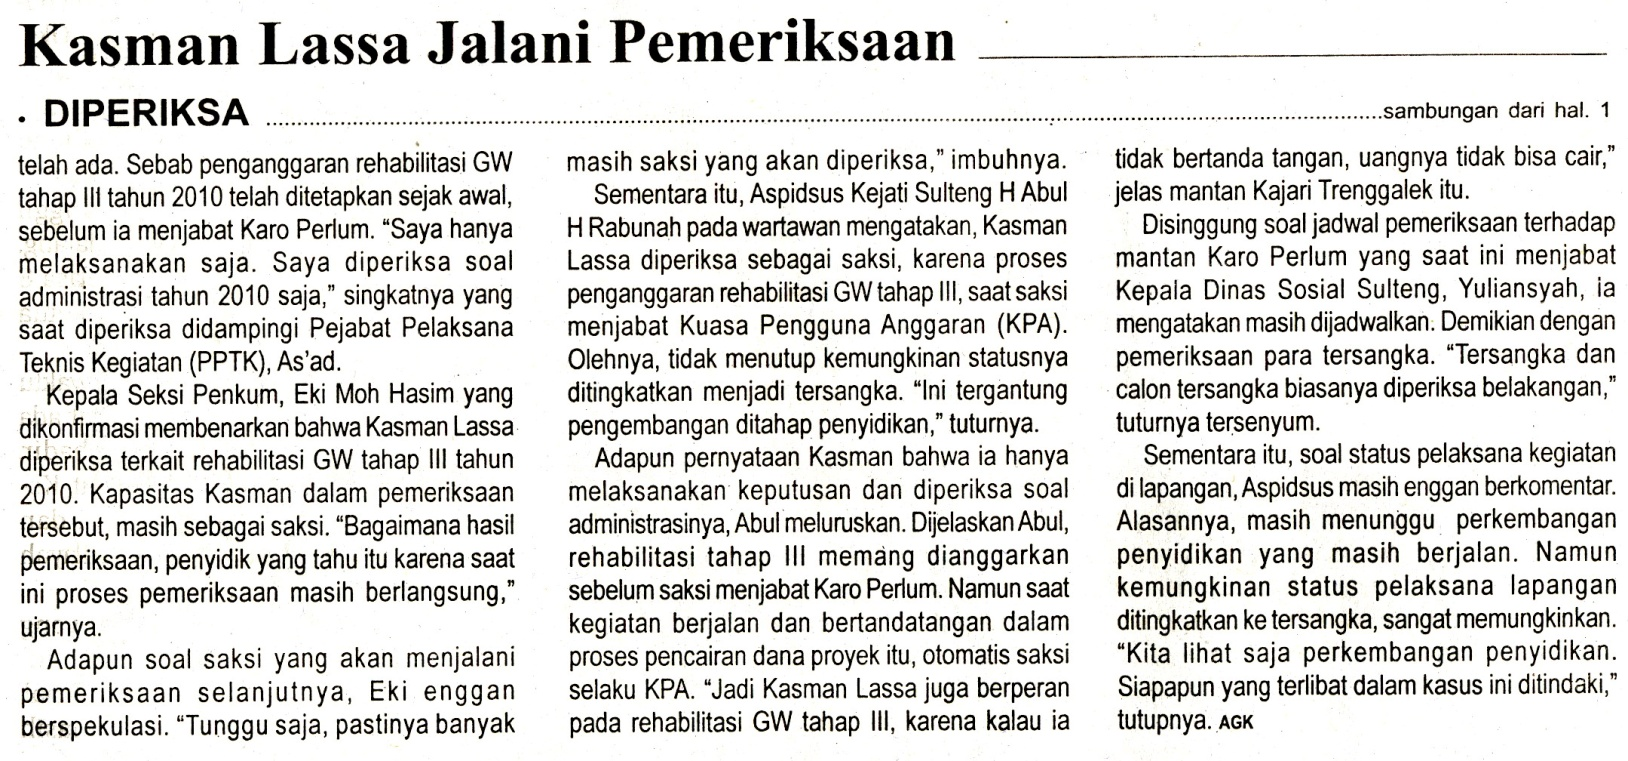 Kasman Lassa Jalani Pemeriksaan
• DIPERIKSA ...sambungan dari hal. 1
telah ada. Sebab penganggaran rehabilitasi GW
tahap III tahun 2010 telah ditetapkan sejak awal,
sebelum ia menjabat Karo Perlum. “Saya hanya
melaksanakan saja. Saya diperiksa soal
administrasi tahun 2010 saja,” singkatnya yang
saat diperiksa didampingi Pejabat Pelaksana
Teknis Kegiatan (PPTK), As’ad.
Kepala Seksi Penkum, Eki Moh Hasim yang
dikonfirmasi membenarkan bahwa Kasman Lassa
diperiksa terkait rehabilitasi GW tahap III tahun
2010. Kapasitas Kasman dalam pemeriksaan
tersebut, masih sebagai saksi. “Bagaimana hasil
pemeriksaan, penyidik yang tahu itu karena saat
ini proses pemeriksaan masih berlangsung,”
ujarnya.
Adapun soal saksi yang akan menjalani
pemeriksaan selanjutnya, Eki enggan
berspekulasi. “Tunggu saja, pastinya banyak
masih saksi yang akan diperiksa,” imbuhnya.
Sementara itu, Aspidsus Kejati Sulteng H Abul
H Rabunah pada wartawan mengatakan, Kasman
Lassa diperiksa sebagai saksi, karena proses
penganggaran rehabilitasi GW tahap III, saat saksi
menjabat Kuasa Pengguna Anggaran (KPA).
Olehnya, tidak menutup kemungkinan statusnya
ditingkatkan menjadi tersangka. “Ini tergantung
pengembangan ditahap penyidikan,” tuturnya.
Adapun pernyataan Kasman bahwa ia hanya
melaksanakan keputusan dan diperiksa soal
administrasinya, Abul meluruskan. Dijelaskan Abul,
rehabilitasi tahap III memang dianggarkan
sebelum saksi menjabat Karo Perlum. Namun saat
kegiatan berjalan dan bertandatangan dalam
proses pencairan dana proyek itu, otomatis saksi
selaku KPA. “Jadi Kasman Lassa juga berperan
pada rehabilitasi GW tahap III, karena kalau ia
tidak bertanda tangan, uangnya tidak bisa cair,”
jelas mantan Kajari Trenggalek itu.
Disinggung soal jadwal pemeriksaan terhadap
mantan Karo Perlum yang saat ini menjabat
Kepala Dinas Sosial Sulteng, Yuliansyah, ia
mengatakan masih dijadwalkan. Demikian dengan
pemeriksaan para tersangka. “Tersangka dan
calon tersangka biasanya diperiksa belakangan,”
tuturnya tersenyum.
Sementara itu, soal status pelaksana kegiatan
di lapangan, Aspidsus masih enggan berkomentar.
Alasannya, masih menunggu perkembangan
penyidikan yang masih berjalan. Namun
kemungkinan status pelaksana lapangan
ditingkatkan ke tersangka, sangat memungkinkan.
“Kita lihat saja perkembangan penyidikan.
Siapapun yang terlibat dalam kasus ini ditindaki,”
tutupnya. AGK